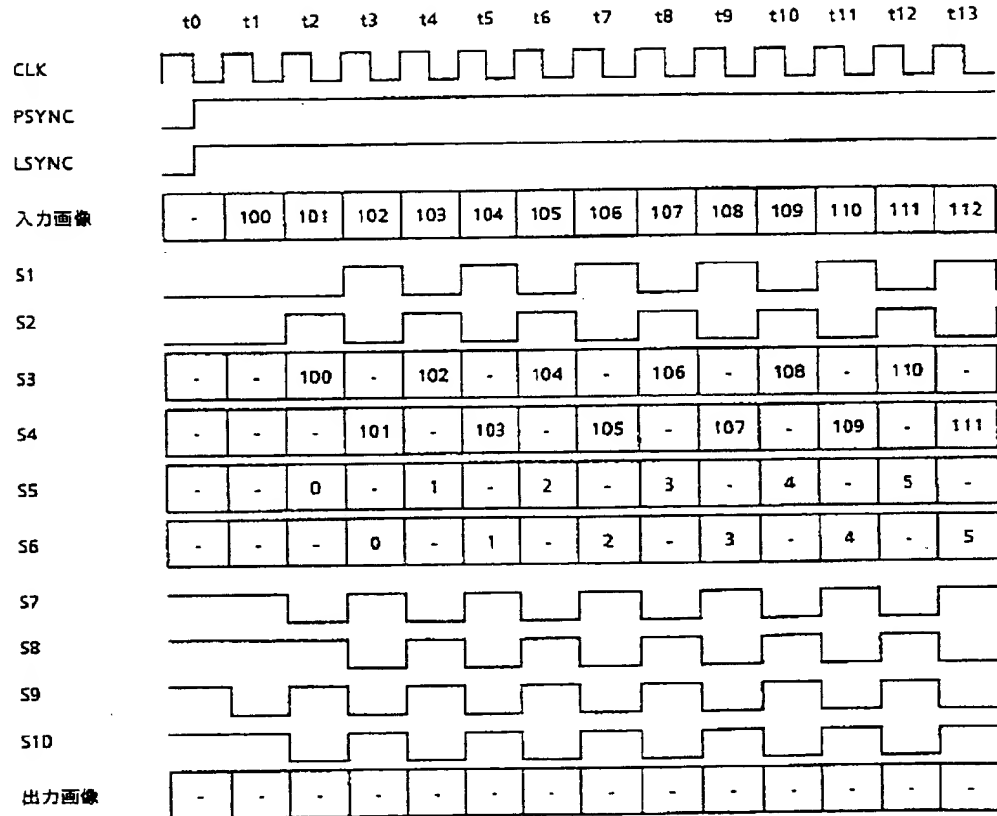 t0 t1 t2 t3 t4 t5 t6 t7 t8 t9 t10 t11 t12 t13
CLK
PSYNC
LSYNC
入力画像 - 100 101 102 103 104 105 106 107 108 109 110 111 112
S1
S2
S3 - - 100 - 102 - 104 - 106 - 108 - 110 -
S4 - - - 101 - 103 - 105 - 107 - 109 - 111
S5 - - 0 - 1 - 2 - 3 - 4 - 5 -
S6 - - - 0 - 1 - 2 - 3 - 4 - 5
S7
S8
S9
S10
出力画像 - - - - - - - - - - - - - -